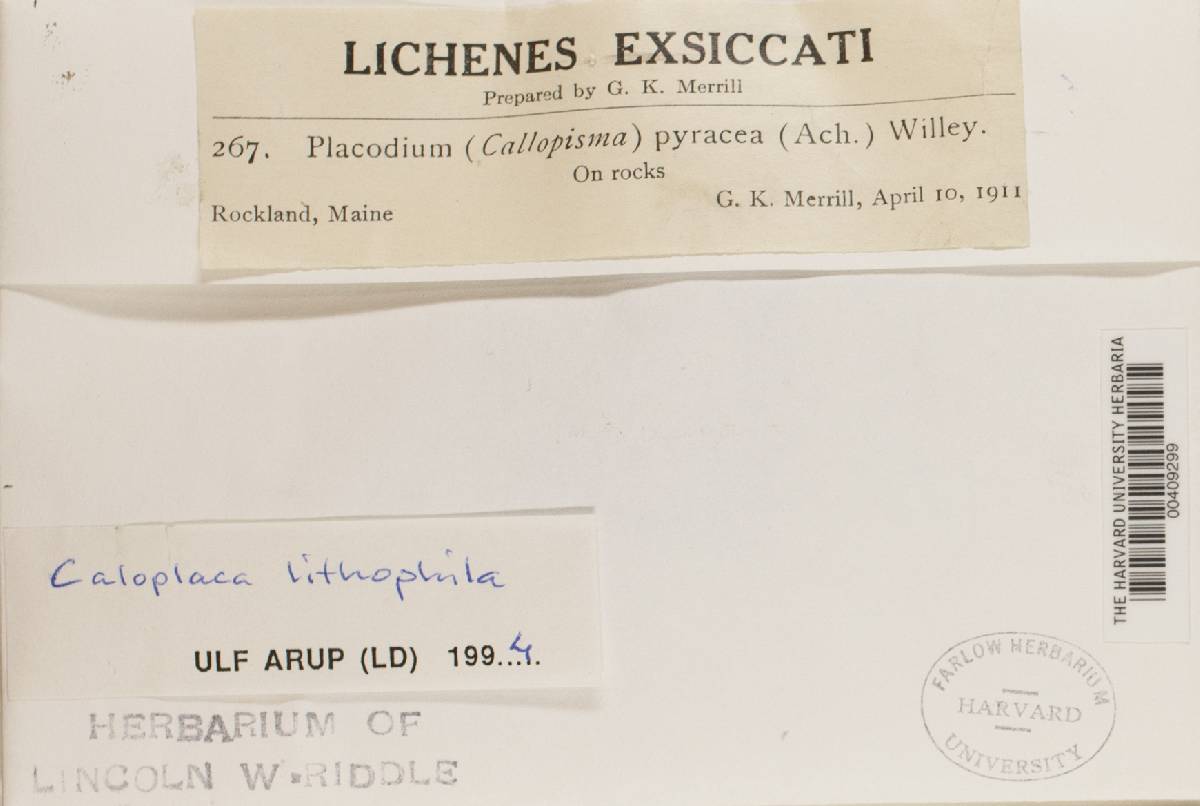 LICHENES EXSICCATI
Prepared by G. K. Merrill
267. Placodium (Callopisma) pyracea (Ach.) Willey.
On rocks
Rockland, Maine
G. K. Merrill, April 10, 1911
THE HARVARD UNIVERSITY HERBARIA
00409299
Caloplaca lithophila
ULF ARUP (LD) 199...4.
HERBARIUM OF
LINCOLN W. RIDDLE
FARLOW HERBARIUM
HARVARD
UNIVERSITY